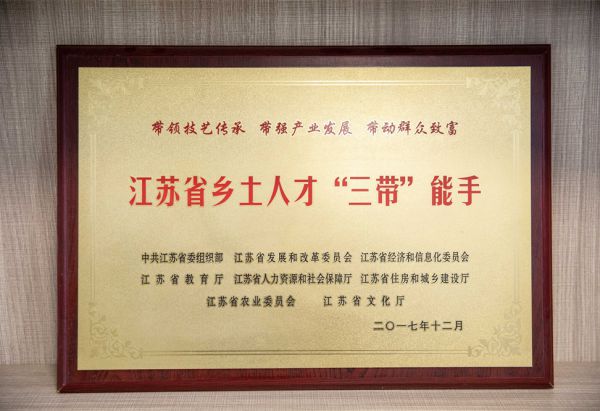 带领技艺传承 带强产业发展 带动群众致富
江苏省乡土人才“三带”能手
中共江苏省委组织部 江苏省发展和改革委员会 江苏省经济和信息化委员会
江苏省教育厅 江苏省人力资源和社会保障厅 江苏省住房和城乡建设厅
江苏省农业委员会 江苏省文化厅
二〇一七年十二月